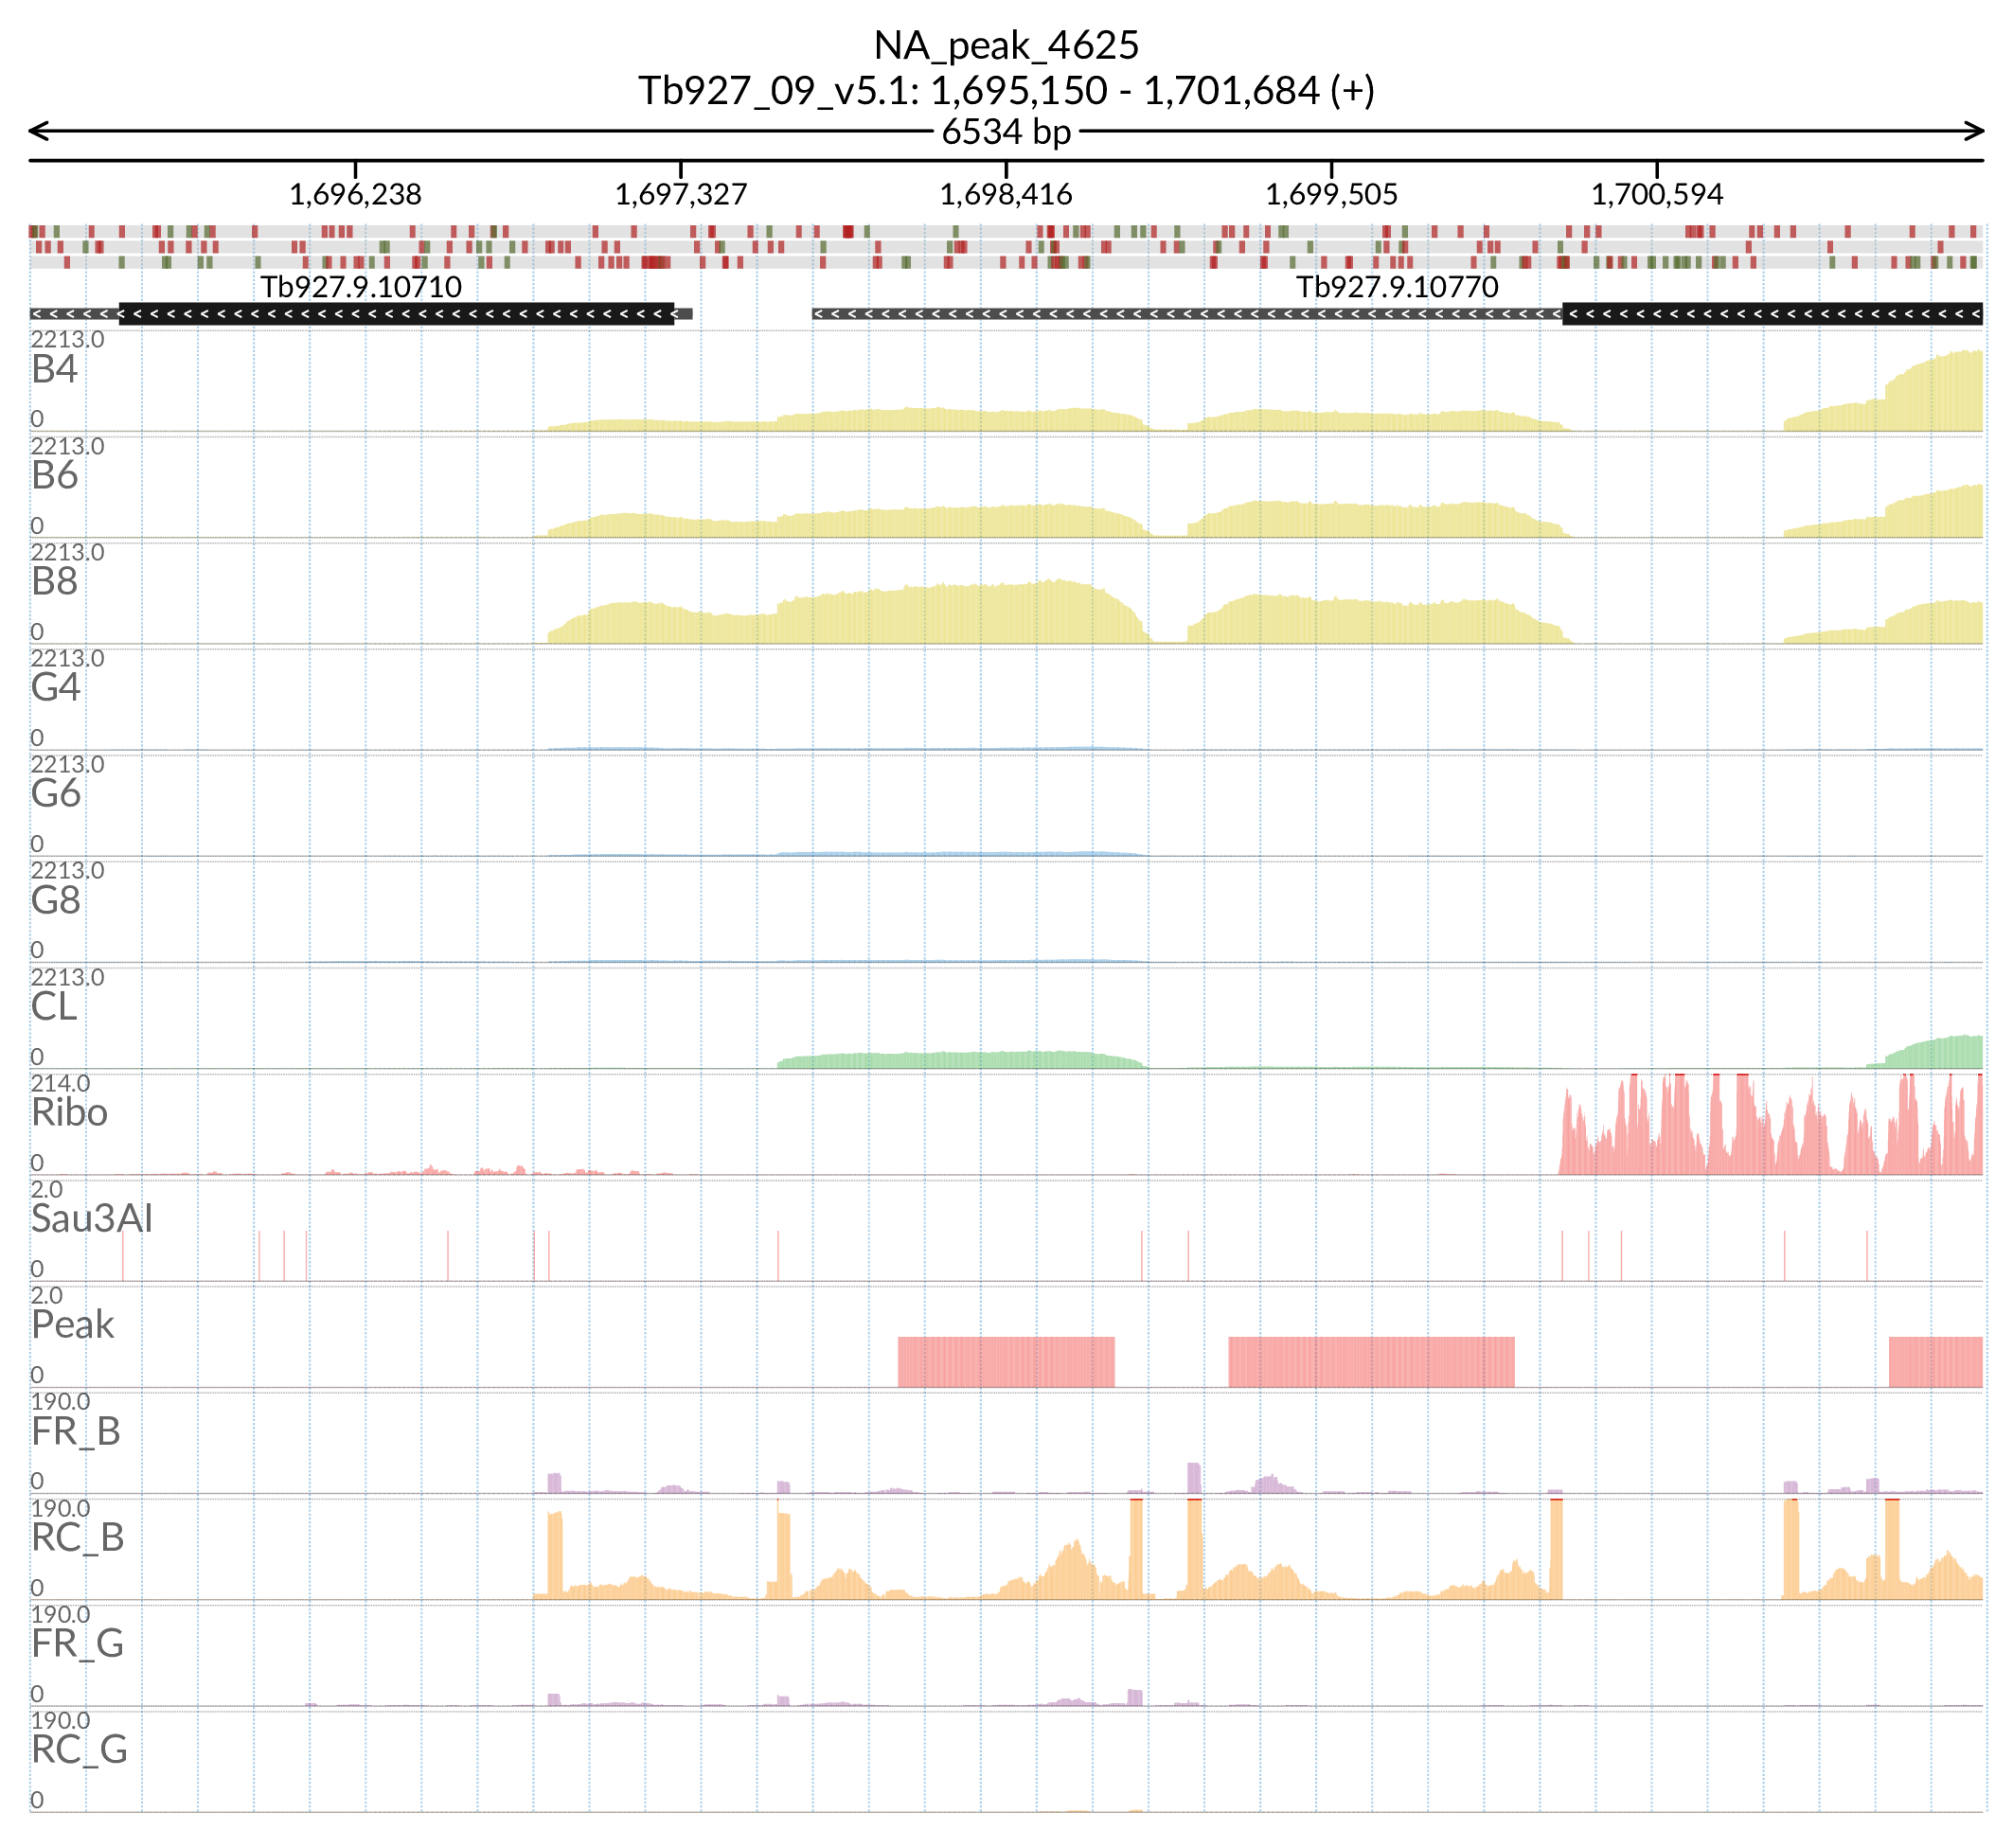 NA_peak_4625
Tb927_09_v5.1: 1,695,150 - 1,701,684 (+)
6534 bp
1,696,238 1,697,327 1,698,416 1,699,505 1,700,594
Tb927.9.10710 Tb927.9.10770
2213.0
B4
0
2213.0
B6
0
2213.0
B8
0
2213.0
G4
0
2213.0
G6
0
2213.0
G8
0
2213.0
CL
0
214.0
Ribo
0
2.0
Sau3AI
0
2.0
Peak
0
190.0
FR_B
0
190.0
RC_B
0
190.0
FR_G
0
190.0
RC_G
0